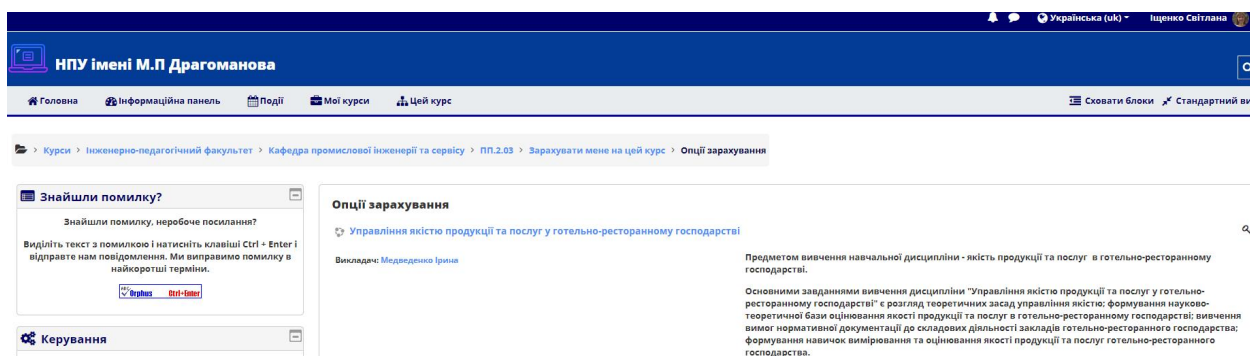 Українська (uk) Іщенко Світлана
НПУ імені М.П Драгоманова
Головна Інформаційна панель Події Мої курси Цей курс Сховати блоки Стандартний
Курси > Інженерно-педагогічний факультет > Кафедра промислової інженерії та сервісу > ПП.2.03 > Зарахувати мене на цей курс > Опції зарахування
Знайшли помилку?
Знайшли помилку, неробоче посилання?
Виділіть текст з помилкою і натисніть клавіші Ctrl + Enter і
відправте нам повідомлення. Ми виправимо помилку в
найкоротші терміни.
Orphus Ctrl+Enter
Керування
Опції зарахування
Управління якістю продукції та послуг у готельно-ресторанному господарстві
Викладач: Медведенко Ірина
Предметом вивчення навчальної дисципліни - якість продукції та послуг в готельно-ресторанному
господарстві.
Основними завданнями вивчення дисципліни "Управління якістю продукції та послуг у готельно-
ресторанному господарстві" є розгляд теоретичних засад управління якістю; формування науково-
теоретичної бази оцінювання якості продукції та послуг в готельно-ресторанному господарстві; вивчення
вимог нормативної документації до складових діяльності закладів готельно-ресторанного господарства;
формування навичок вимірювання та оцінювання якості продукції та послуг готельно-ресторанного
господарства.